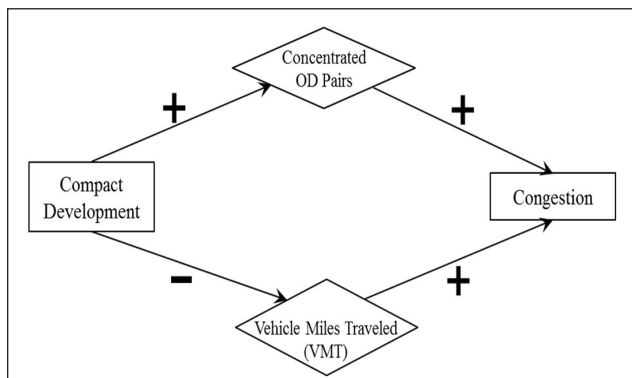 Concentrated
OD Pairs
+
+
Compact
Development
Congestion
-
+
Vehicle Miles Traveled
(VMT)